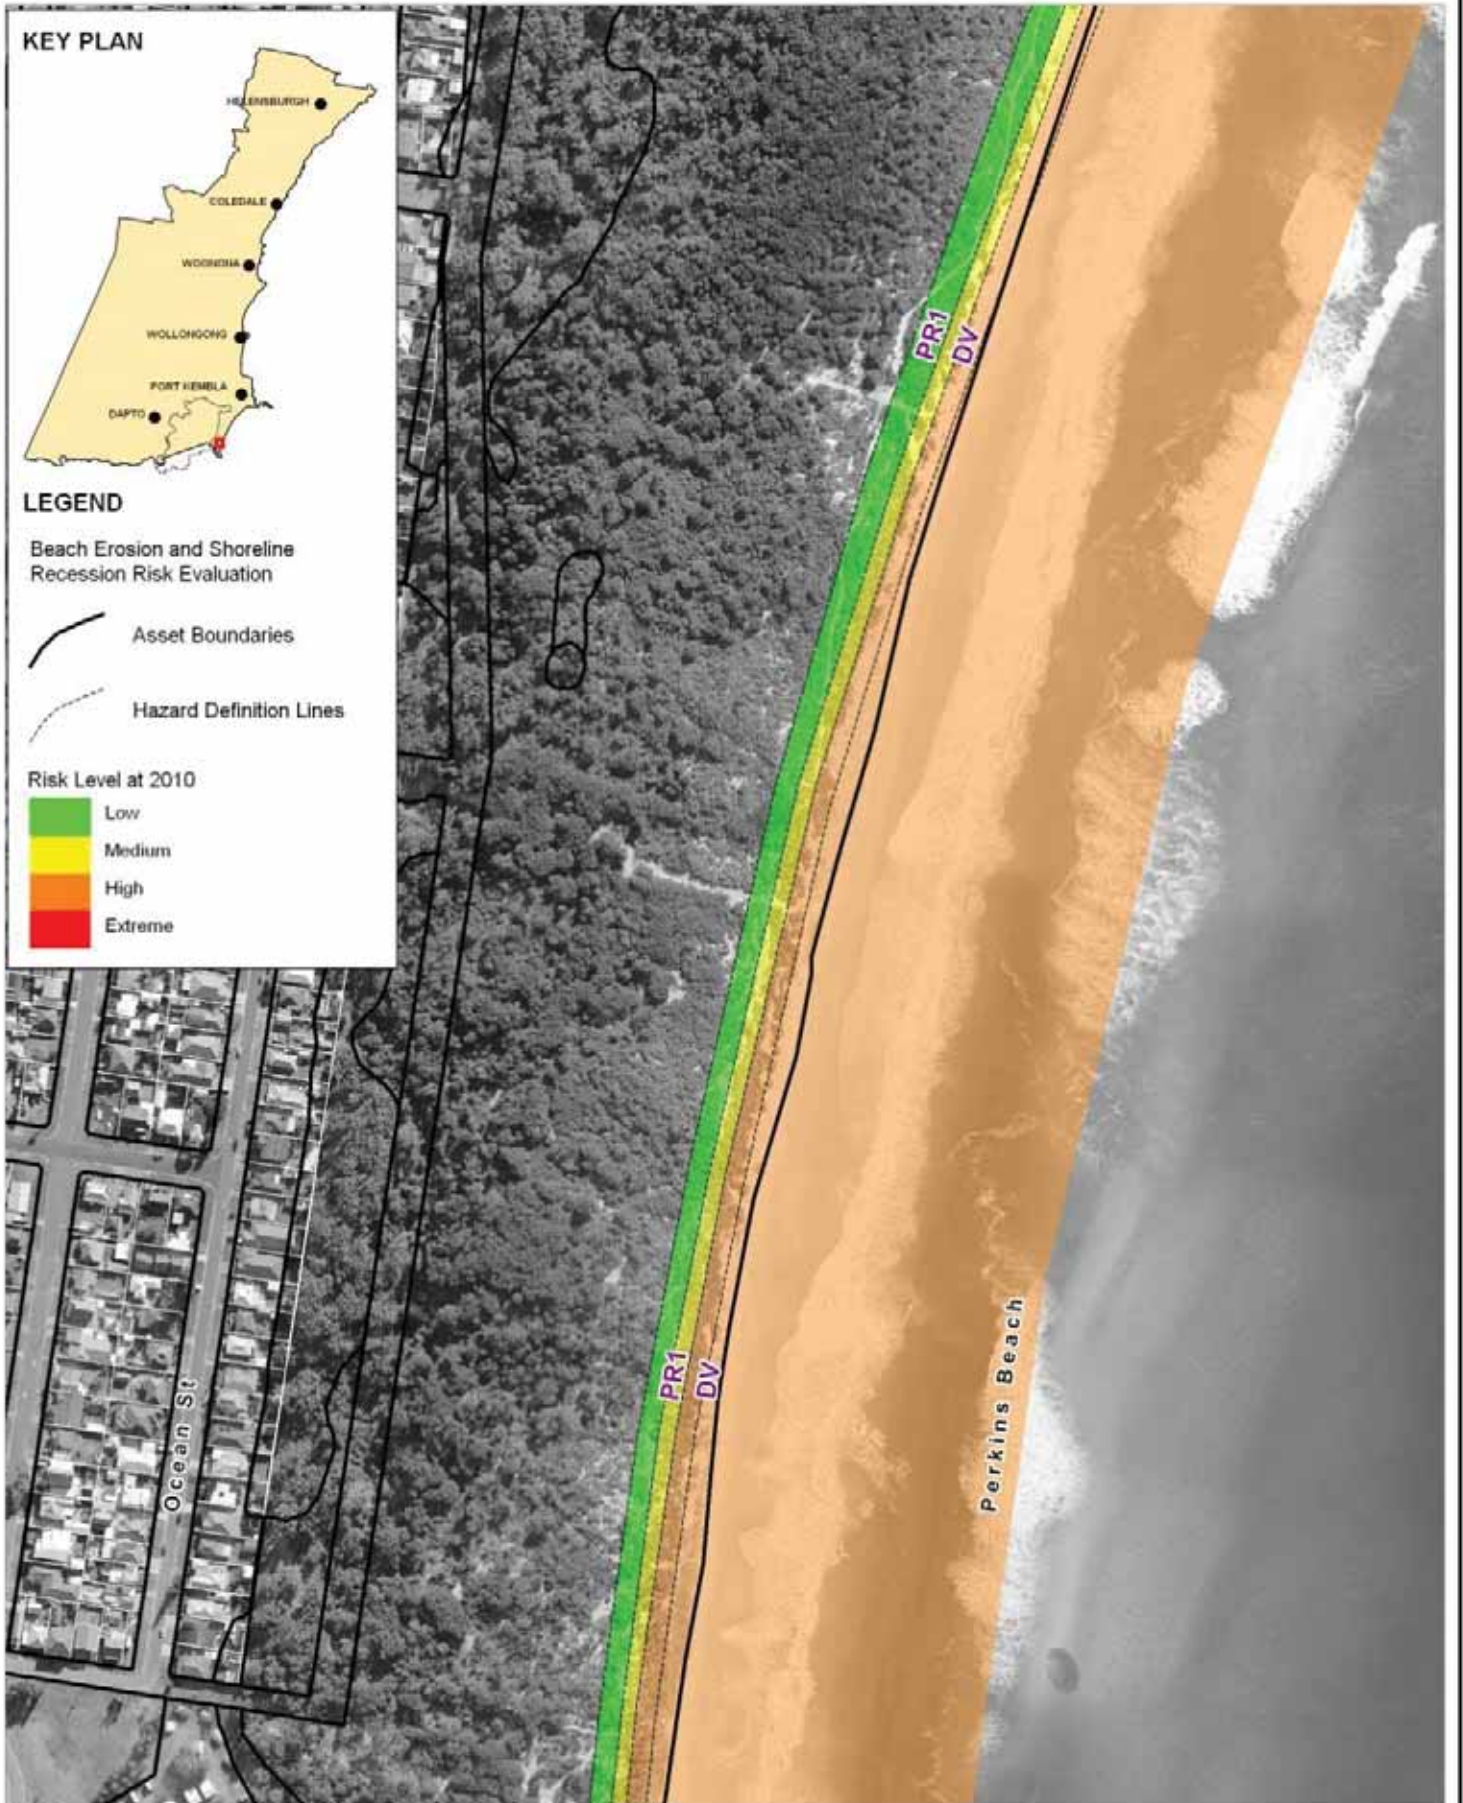 KEY PLAN
HELENSBURGH
COLEDALE
WOONONA
WOLLONGONG
PORT KEMBLA
DAPTO
LEGEND
Beach Erosion and Shoreline
Recession Risk Evaluation
Asset Boundaries
Hazard Definition Lines
Risk Level at 2010
Low
Medium
High
Extreme
PR1
DV
PR1
DV
Ocean St
Perkins Beach